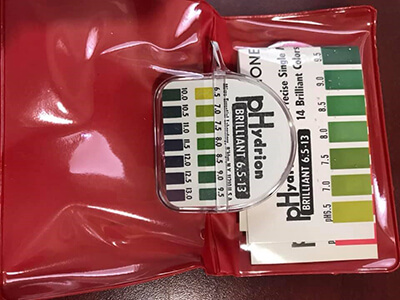 ONE
Precise Single
14 Brilliant Colors
pHydrion
BRILLIANT 6.5-13
pH6.5
7.0
7.5
8.0
8.5
9.0
9.5
pHydrion
BRILLIANT 6.5-13
6.5
7.0
7.5
8.0
8.5
9.0
9.5
10.0
10.5
11.0
11.5
12.0
12.5
13.0